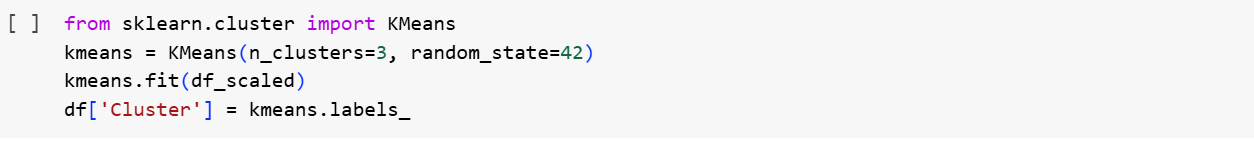 [ ] from sklearn.cluster import KMeans
kmeans = KMeans(n_clusters=3, random_state=42)
kmeans.fit(df_scaled)
df['Cluster'] = kmeans.labels_